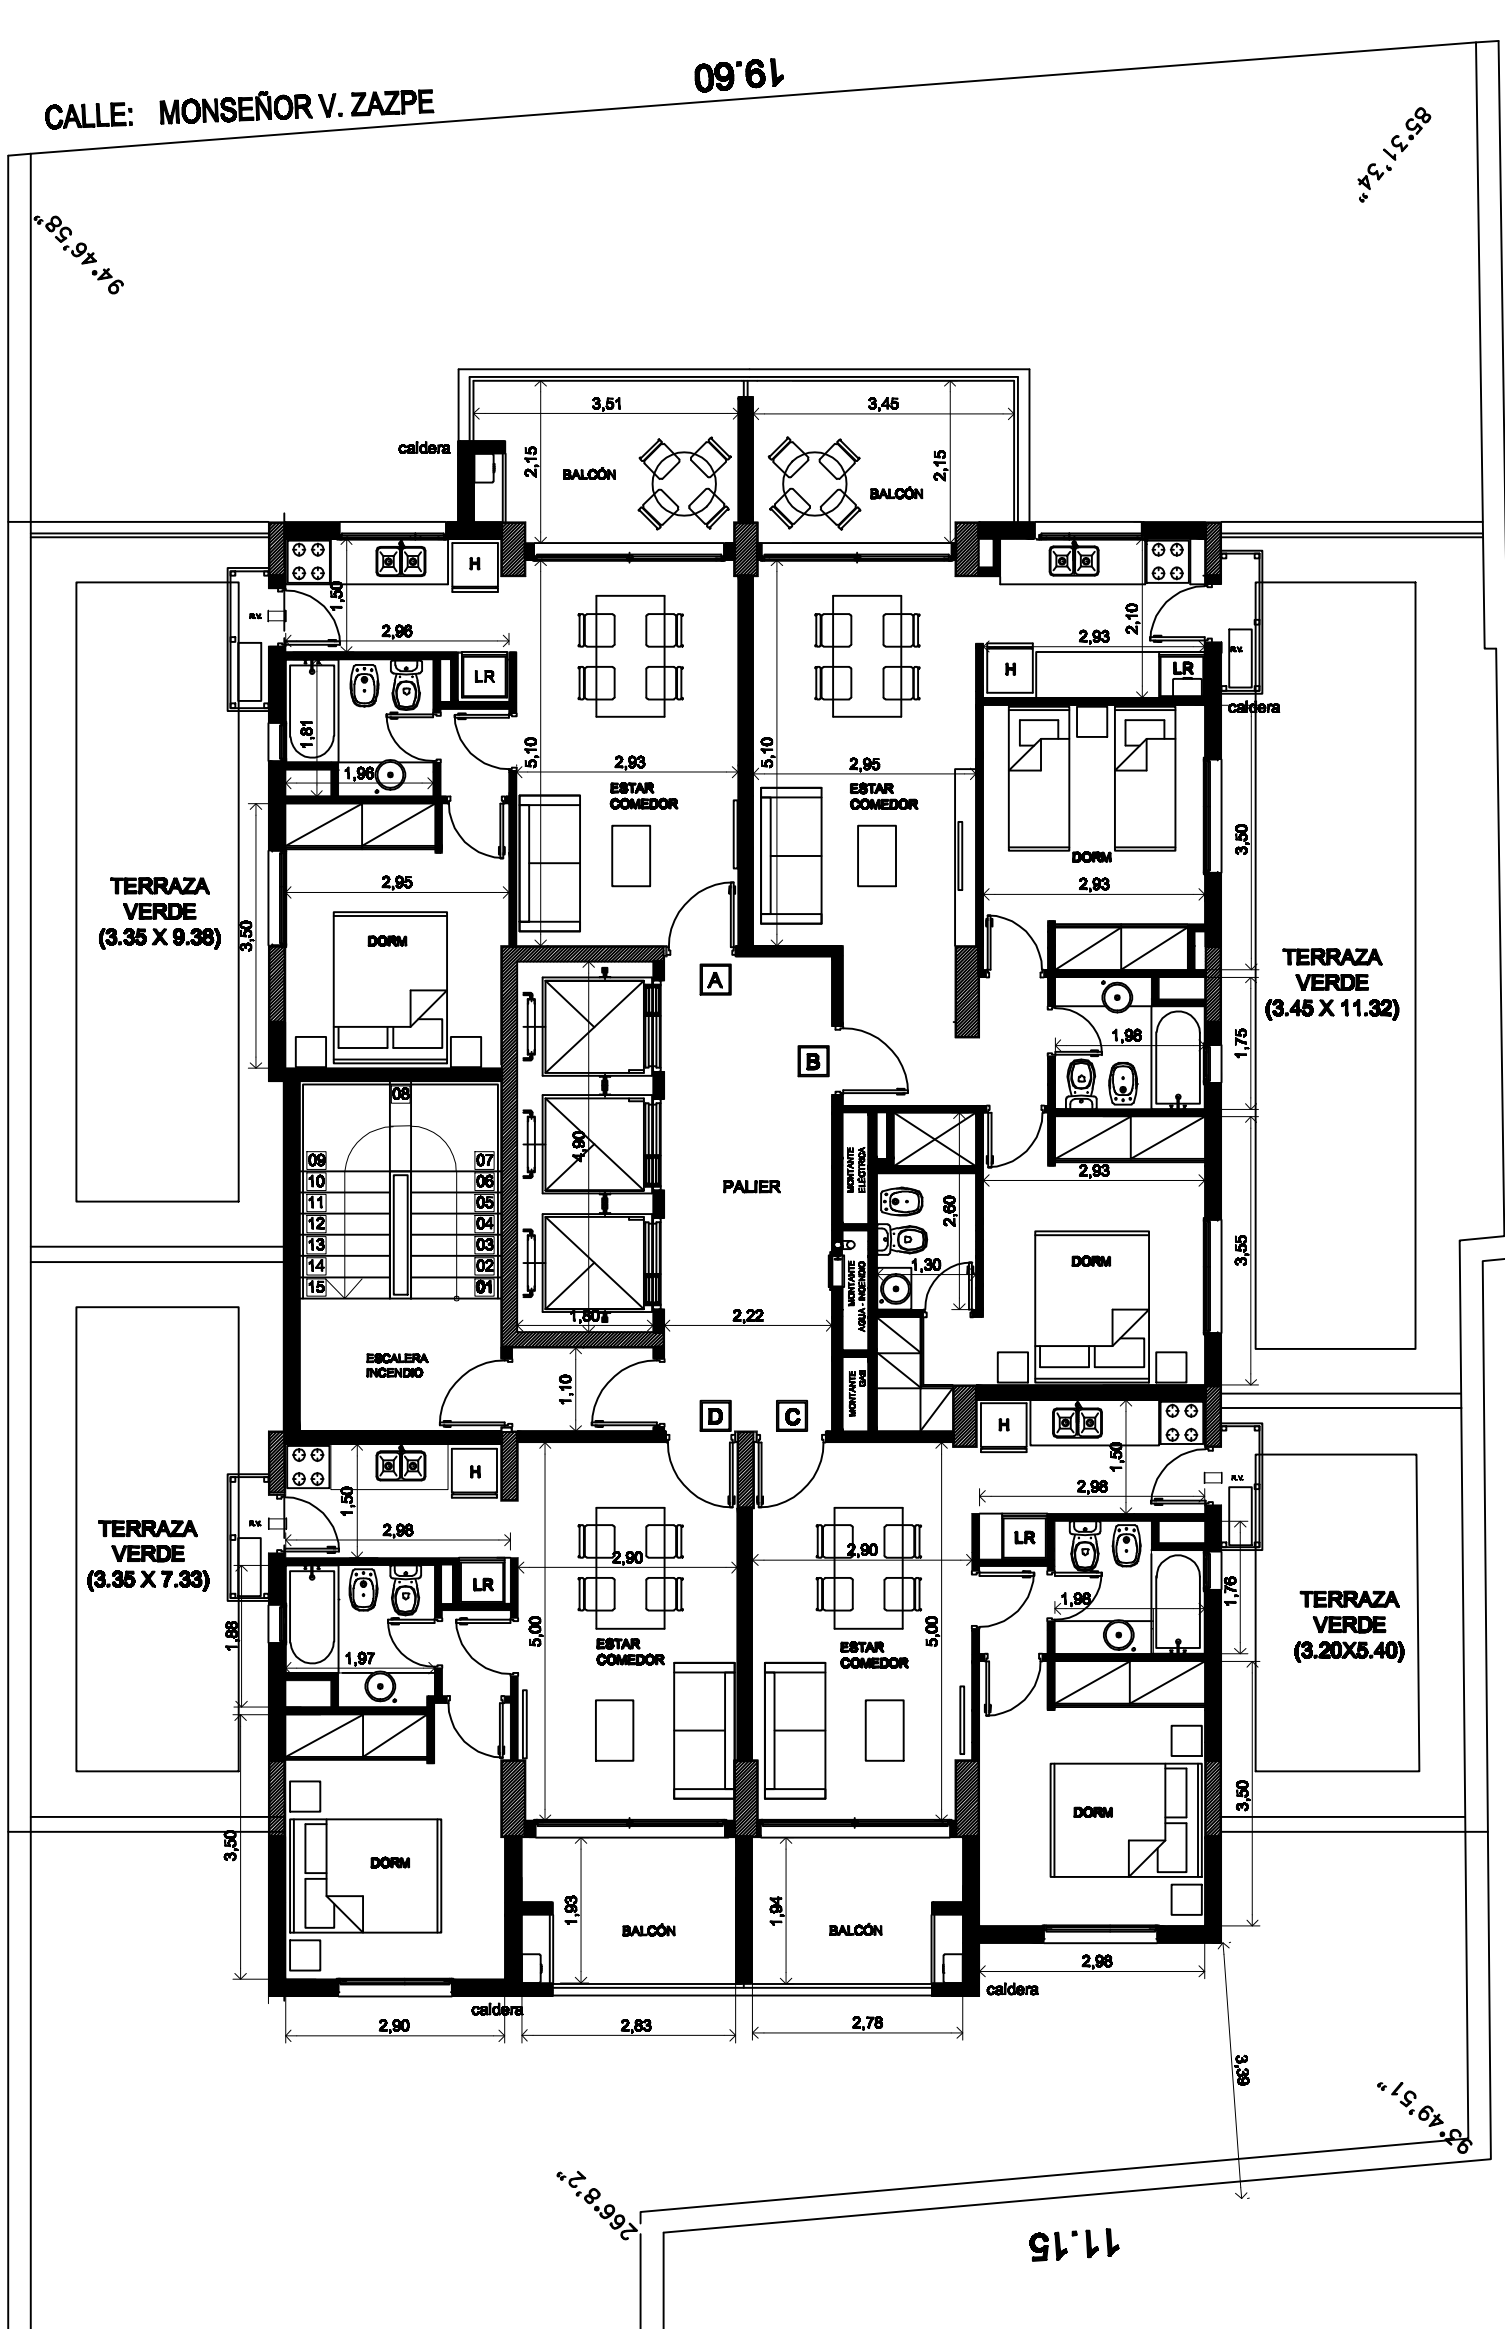 19.60
CALLE: MONSEÑOR V. ZAZPE
85°31'34"
94°46'58"
3,51
3,45
caldera
2,15
BALCÓN
2,15
BALCÓN
H
1,50
R.V.
2,96
2,93
2,10
R.V.
LR
H
LR
caldera
1,81
1,96
5,10
2,93
ESTAR
COMEDOR
5,10
2,95
ESTAR
COMEDOR
3,50
DORM
2,93
TERRAZA
VERDE
(3.35 X 9.38)
2,95
3,50
DORM
TERRAZA
VERDE
(3.45 X 11.32)
A
B
1,98
1,75
08
09
10
11
12
13
14
15
07
06
05
04
03
02
01
4,90
PALIER
MONTANTE
ELÉCTRICA
2,60
2,93
3,55
DORM
MONTANTE
AGUA - INCENDIO
1,30
1,80
2,22
ESCALERA
INCENDIO
1,10
MONTANTE
GAS
D
C
H
1,50
2,98
R.V.
H
1,50
R.V.
2,98
TERRAZA
VERDE
(3.35 X 7.33)
LR
2,90
2,90
LR
1,88
1,97
5,00
ESTAR
COMEDOR
ESTAR
COMEDOR
5,00
1,98
1,76
TERRAZA
VERDE
(3.20X5.40)
3,50
DORM
DORM
3,50
1,93
BALCÓN
1,94
BALCÓN
2,98
caldera
caldera
2,90
2,83
2,78
3,39
93°49'51"
266°8'2"
11.15